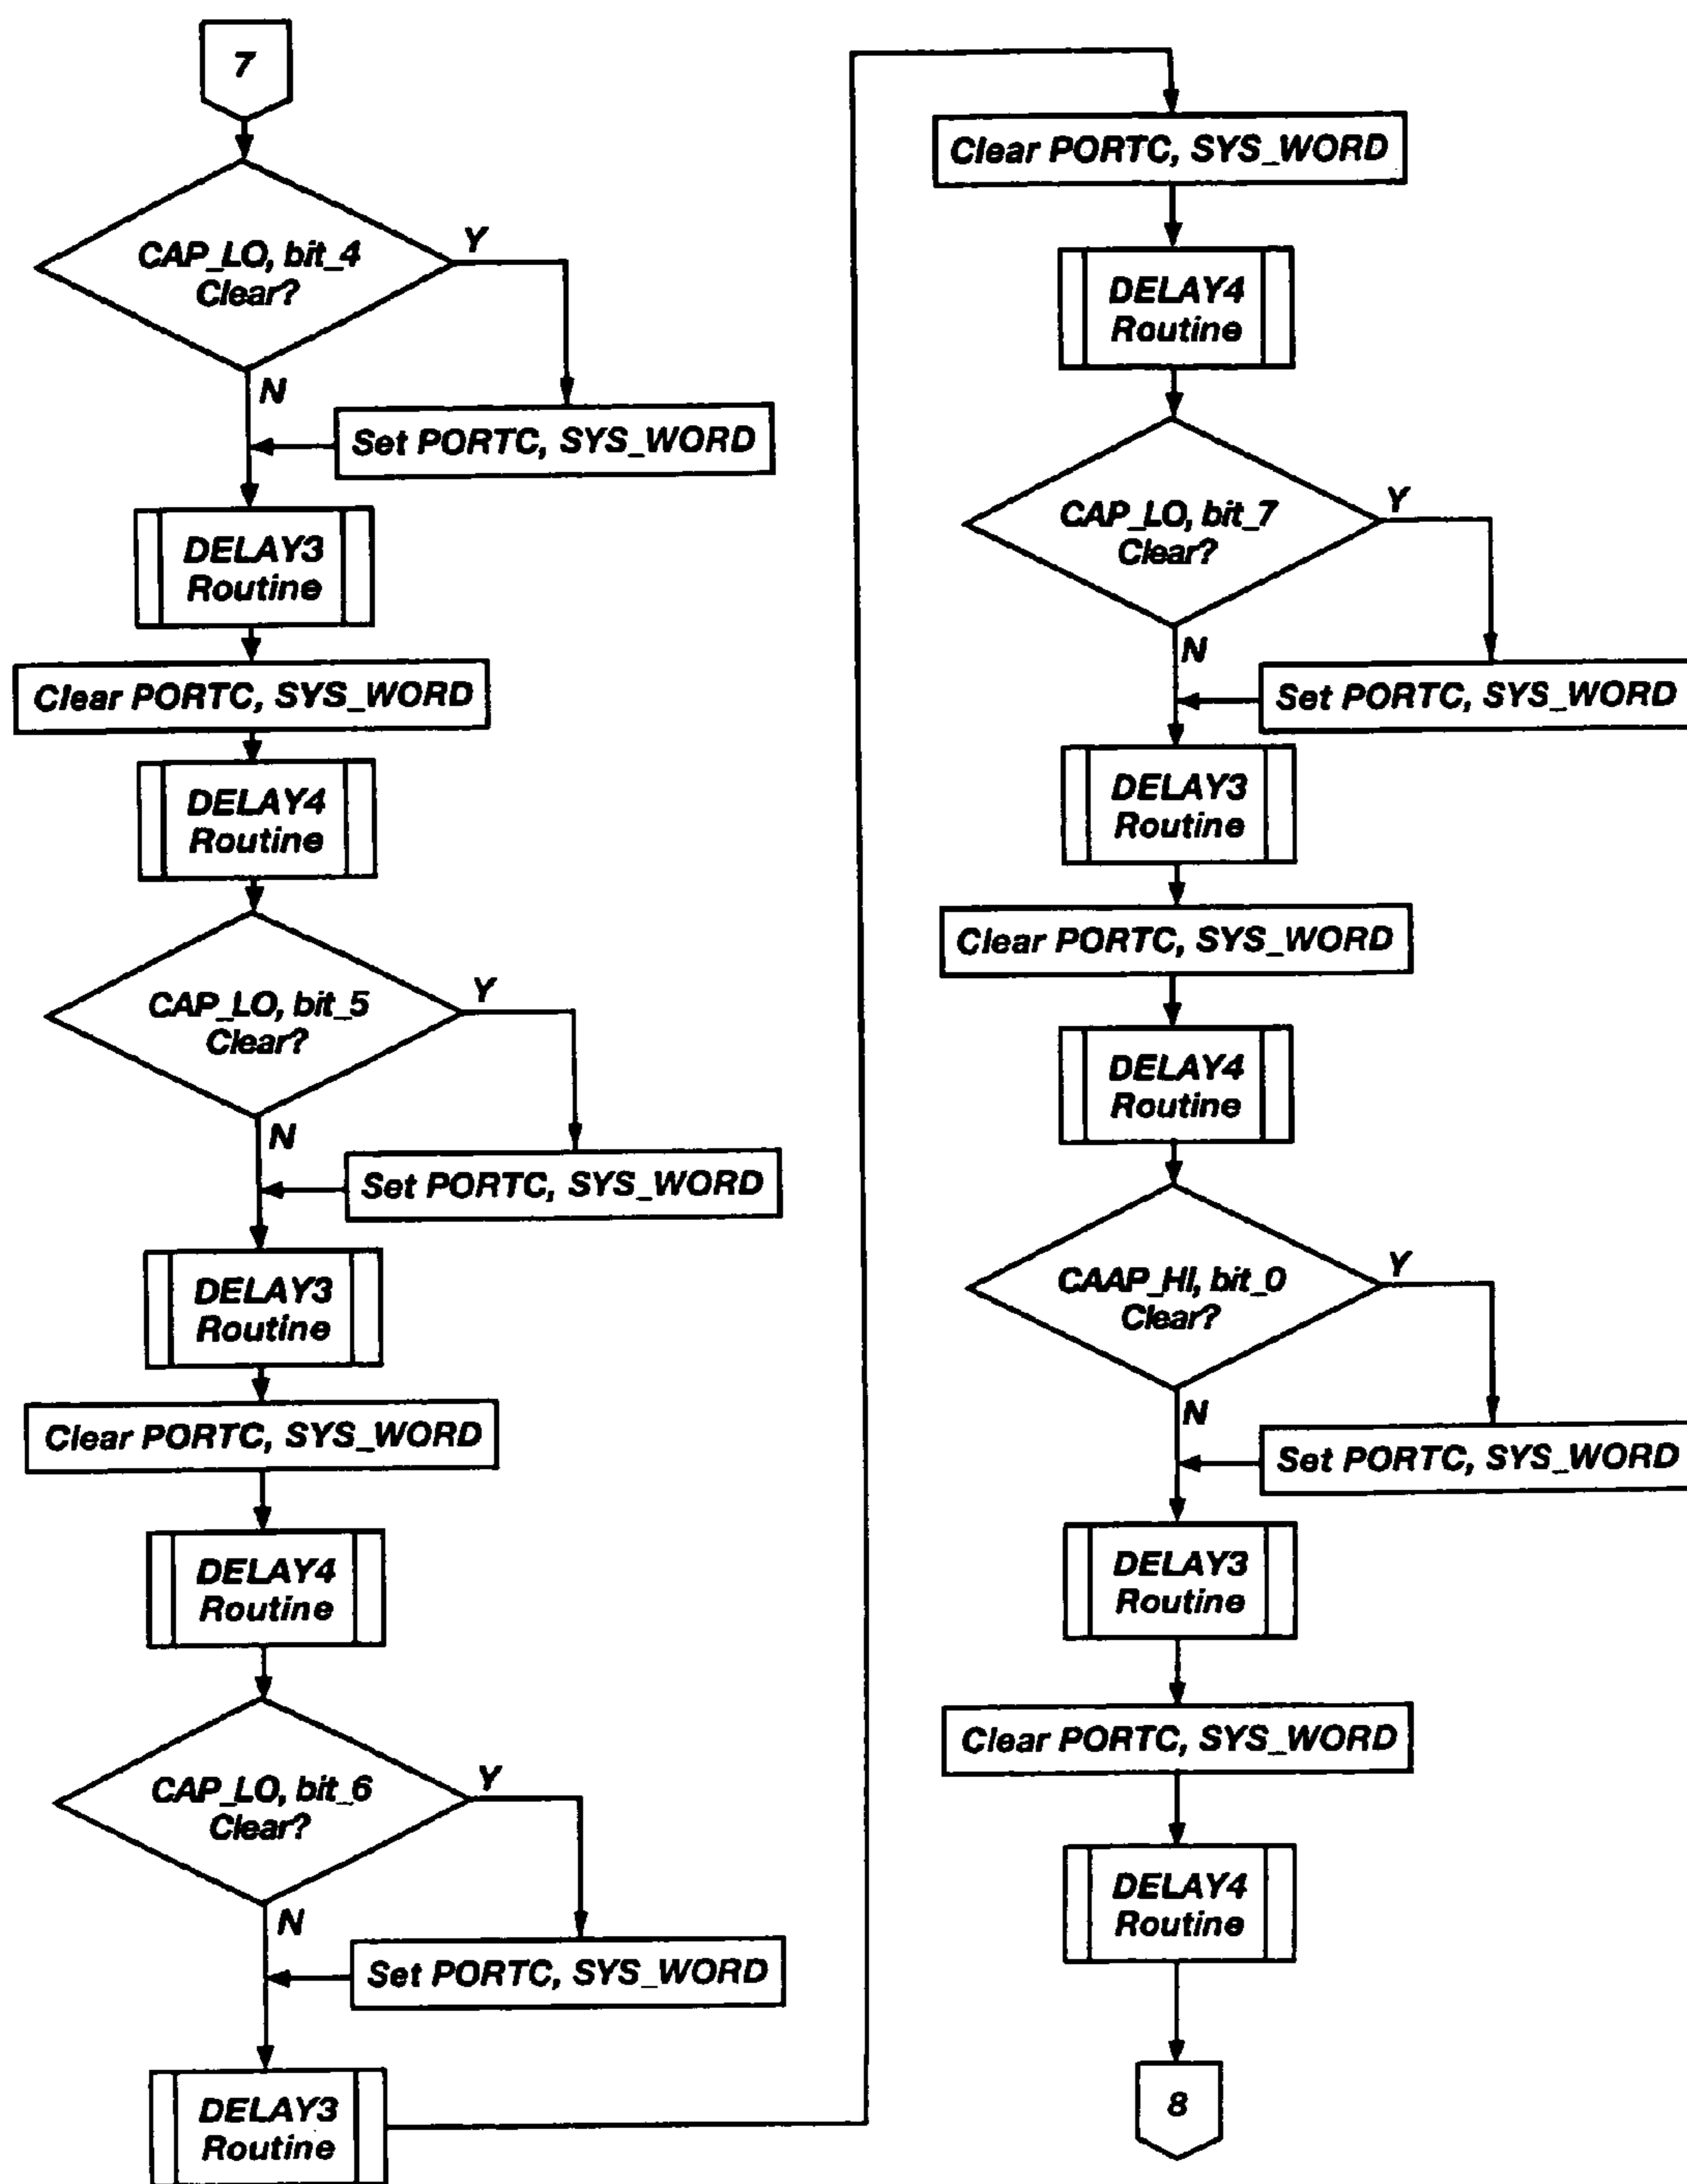 7
CAP_LO, bit_4
Clear?
Y
N
Set PORTC, SYS_WORD
DELAY3
Routine
Clear PORTC, SYS_WORD
DELAY4
Routine
CAP_LO, bit_5
Clear?
Y
N
Set PORTC, SYS_WORD
DELAY3
Routine
Clear PORTC, SYS_WORD
DELAY4
Routine
CAP_LO, bit_6
Clear?
Y
N
Set PORTC, SYS_WORD
DELAY3
Routine
Clear PORTC, SYS_WORD
DELAY4
Routine
CAP_LO, bit_7
Clear?
Y
N
Set PORTC, SYS_WORD
DELAY3
Routine
Clear PORTC, SYS_WORD
DELAY4
Routine
CAAP_HI, bit_0
Clear?
Y
N
Set PORTC, SYS_WORD
DELAY3
Routine
Clear PORTC, SYS_WORD
DELAY4
Routine
8